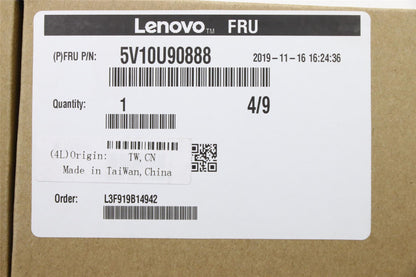 Lenovo™ FRU
(P)FRU P/N: 5V10U90888 2019-11-16 16:24:36
Quantity: 1 4/9
(4L)Origin: TW,CN
Made in TaiWan,China
Order: L3F919B14942